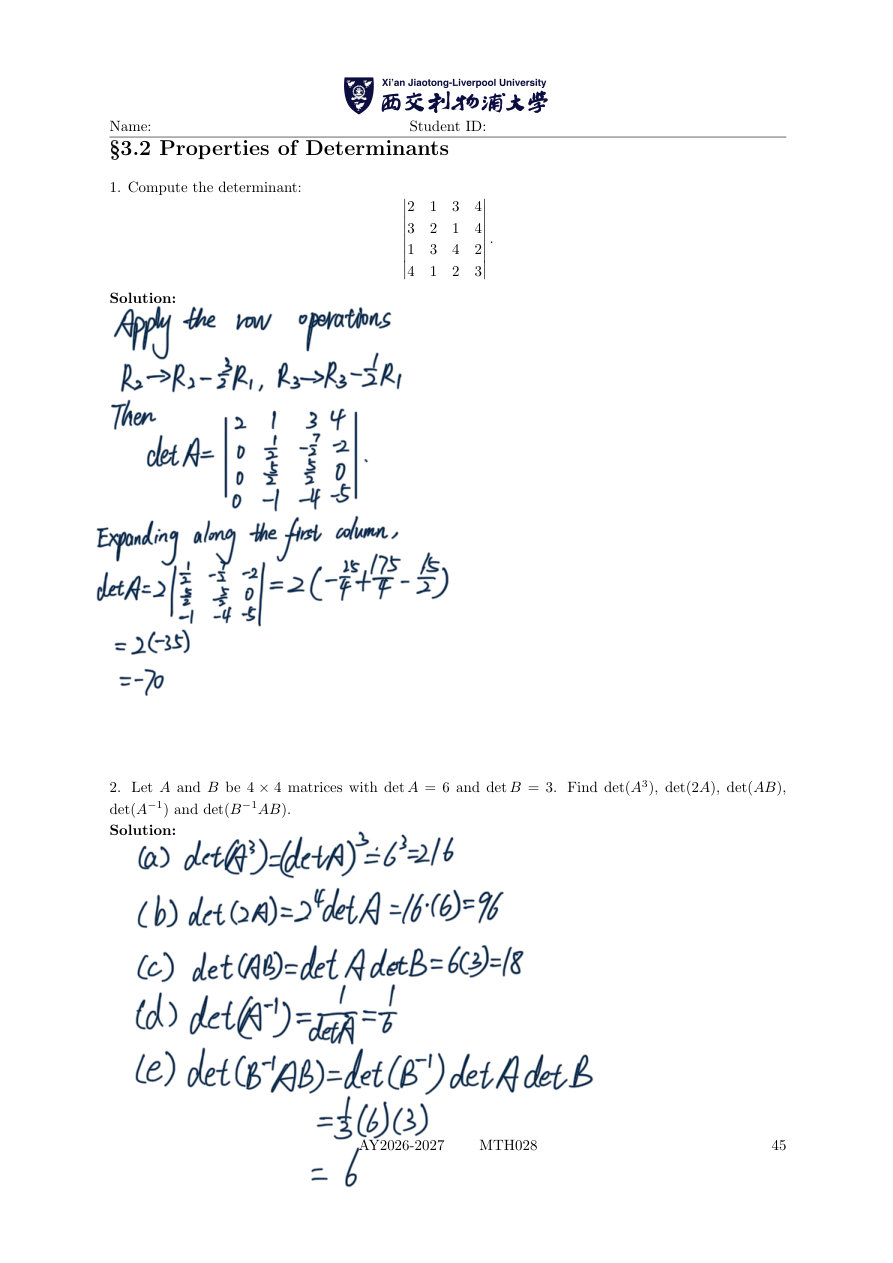 Xi'an Jiaotong-Liverpool University
西交利物浦大学
Name: Student ID:
§3.2 Properties of Determinants
1. Compute the determinant:
|2 1 3 4|
|3 2 1 4|
|1 3 4 2|
|4 1 2 3| .
Solution:
Apply the row operations
R₂→R₂-3/2R₁, R₃→R₃-1/2R₁
Then
det A= |2 1 3 4|
|0 1/2 -7/2 -2|
|0 5/2 5/2 0|
|0 -1 -4 -5| .
Expanding along the first column,
det A=2 |1/2 -7/2 -2|
|5/2 5/2 0|
|-1 -4 -5| =2(-25/4+175/4-15/2)
=2(-35)
=-70
2. Let A and B be 4 × 4 matrices with det A = 6 and det B = 3. Find det(A³), det(2A), det(AB),
det(A⁻¹) and det(B⁻¹AB).
Solution:
(a) det(A³)=(det A)³=6³=216
(b) det(2A)=2⁴det A=16·(6)=96
(c) det(AB)=det A det B=6(3)=18
(d) det(A⁻¹)=1/det A=1/6
(e) det(B⁻¹AB)=det(B⁻¹) det A det B
=1/3(6)(3)
AY2026-2027 MTH028 45
= 6